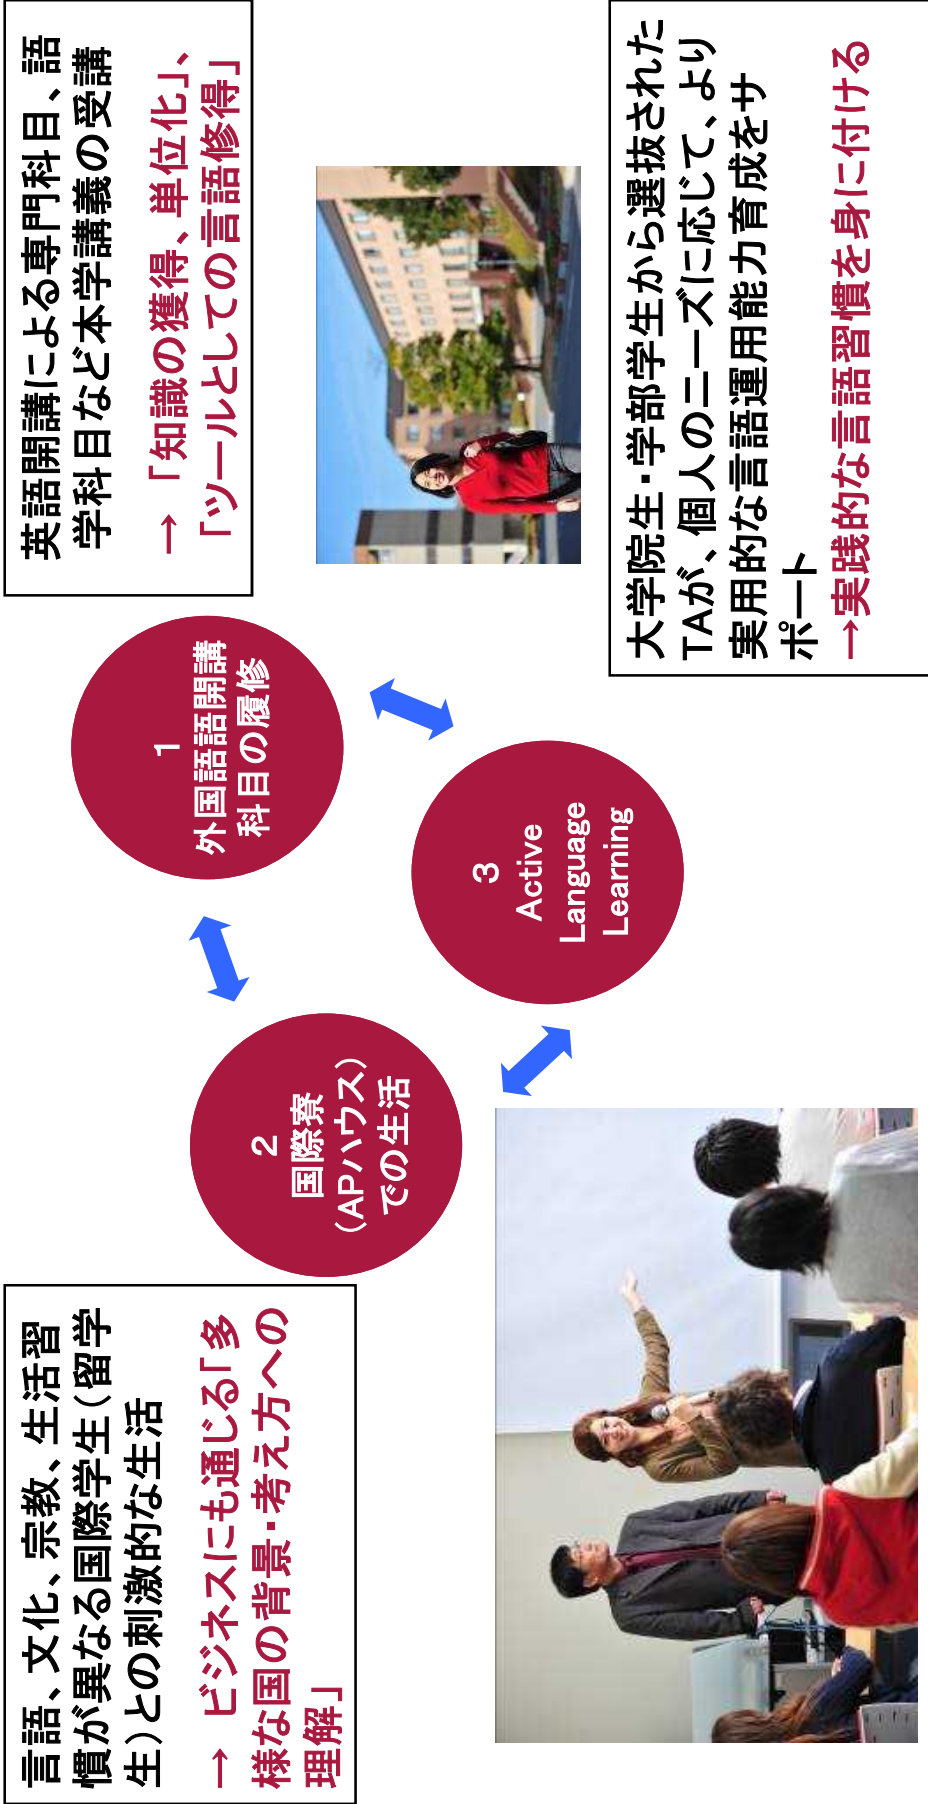 言語、文化、宗教、生活習
慣が異なる国際学生（留学
生）との刺激的な生活
→ ビジネスにも通じる「多
様な国の背景・考え方への
理解」
2
国際寮
（APハウス）
での生活
1
外国語語開講
科目の履修
英語開講による専門科目、語
学科目など本学講義の受講
→ 「知識の獲得、単位化」、
「ツールとしての言語修得」
3
Active
Language
Learning
大学院生・学部学生から選抜された
TAが、個人のニーズに応じて、より
実用的な言語運用能力育成をサ
ポート
→実践的な言語習慣を身に付ける